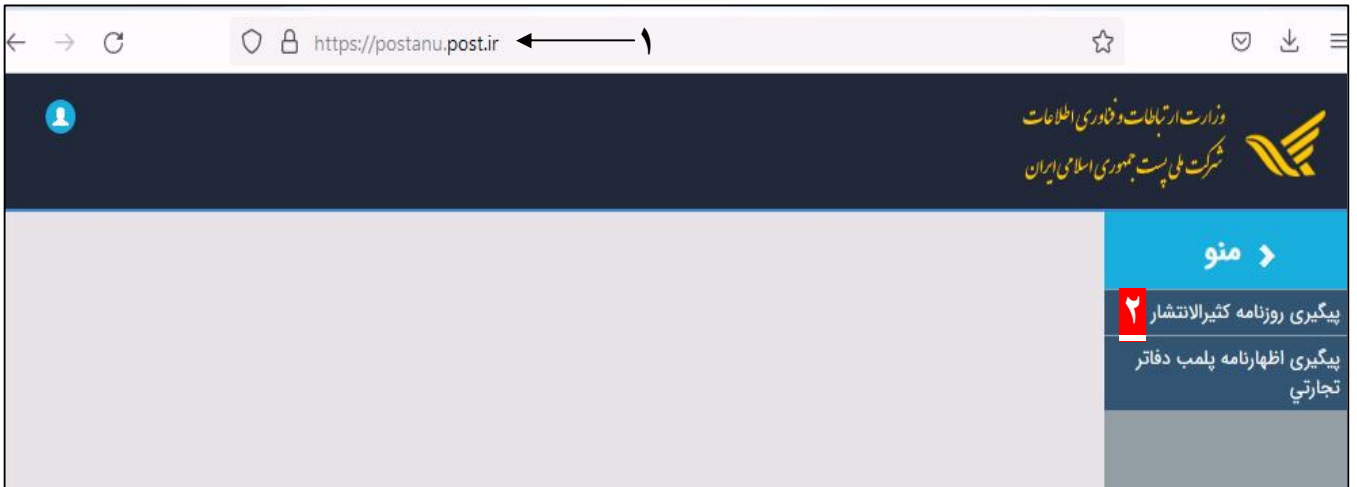 https://postanu.post.ir
۱
وزارت ارتباطات و فناوری اطلاعات
شرکت ملی پست جمهوری اسلامی ایران
منو
پیگیری روزنامه کثیرالانتشار ۲
پیگیری اظهارنامه پلمب دفاتر
تجارتي